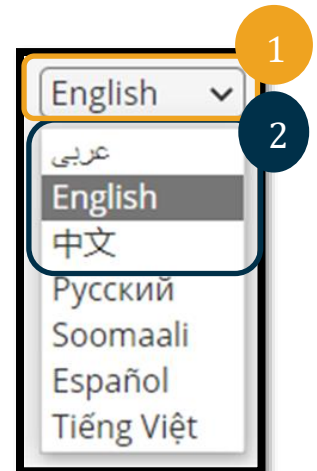 1
English
2
عربى
English
中文
Русский
Soomaali
Español
Tiếng Việt